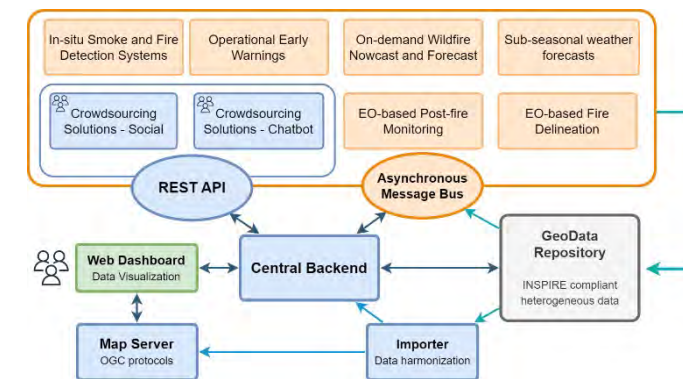 In-situ Smoke and Fire
Detection Systems
Operational Early
Warnings
On-demand Wildfire
Nowcast and Forecast
Sub-seasonal weather
forecasts
Crowdsourcing
Solutions - Social
Crowdsourcing
Solutions - Chatbot
EO-based Post-fire
Monitoring
EO-based Fire
Delineation
REST API
Asynchronous
Message Bus
Web Dashboard
Data Visualization
Central Backend
GeoData
Repository
INSPIRE compliant
heterogeneous data
Map Server
OGC protocols
Importer
Data harmonization